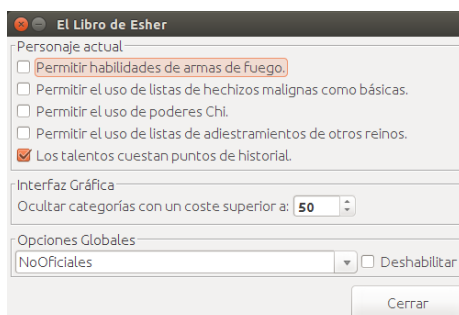 El Libro de Esher
Personaje actual
Permitir habilidades de armas de fuego.
Permitir el uso de listas de hechizos malignas como básicas.
Permitir el uso de poderes Chi.
Permitir el uso de listas de adiestramientos de otros reinos.
Los talentos cuestan puntos de historial.
Interfaz Gráfica
Ocultar categorías con un coste superior a: 50
Opciones Globales
NoOficiales Deshabilitar
Cerrar